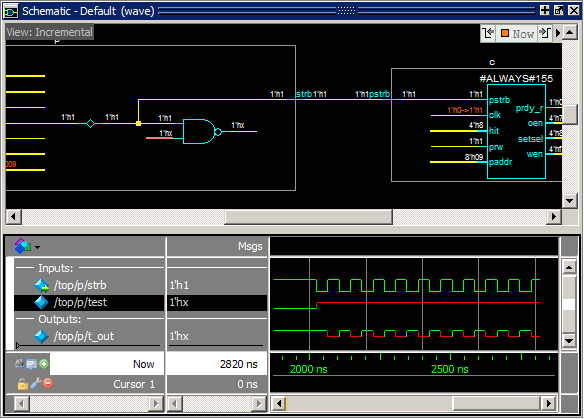 Schematic - Default (wave)
View: Incremental
Now
p
c
#ALWAYS#155
1'h1
strb
1'h1
pstrb
1'h1
1'h1
pstrb
1'h0
1'h1
1'h1
1'h1
prdy_r
1'h0->1'h1
clk
oen
1'hx
1'hx
4'h8
hit
setsel
1'h1
prw
wen
009
8'h09
paddr
Msgs
Inputs:
/top/p/strb
1'h1
/top/p/test
1'hx
Outputs:
/top/p/t_out
1'hx
Now
2820 ns
2000 ns
2500 ns
Cursor 1
0 ns